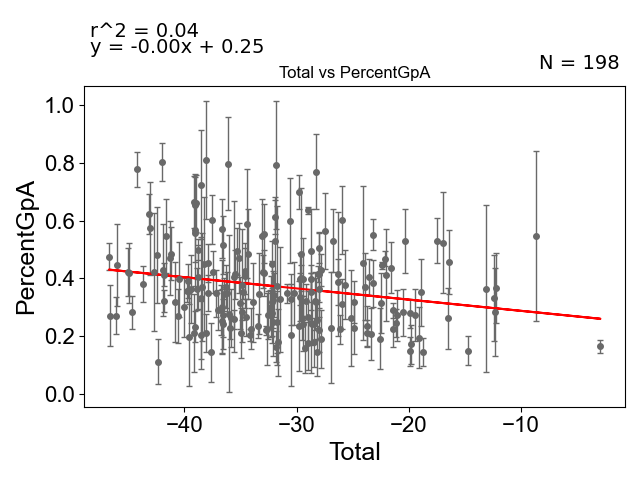 r^2 = 0.04
y = -0.00x + 0.25
N = 198
Total vs PercentGpA
PercentGpA
1.0
0.8
0.6
0.4
0.2
0.0
−40
−30
−20
−10
Total